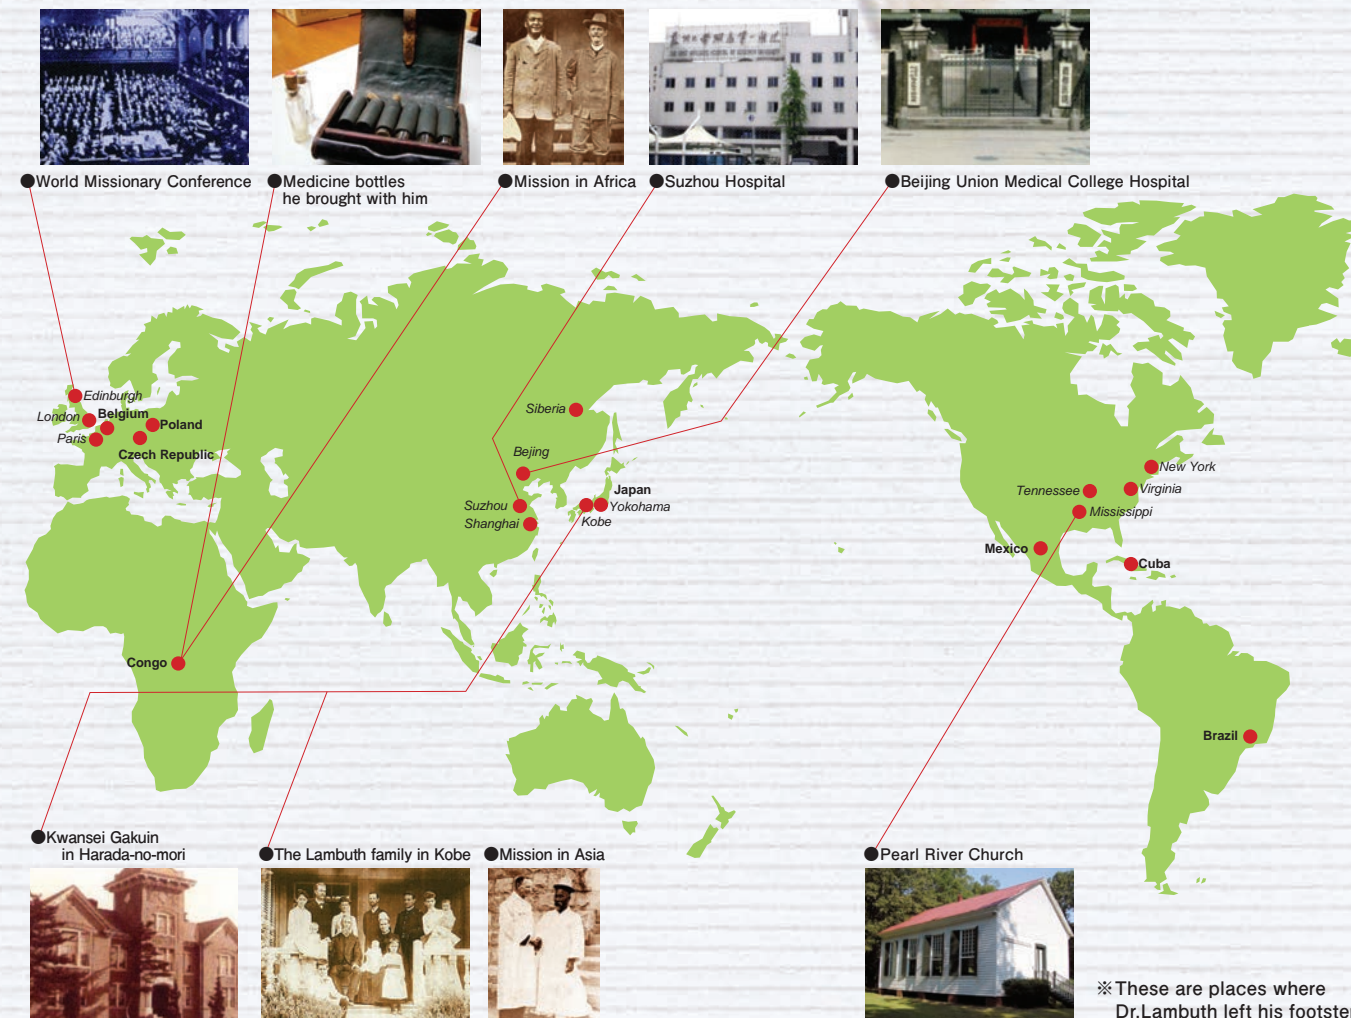 ●World Missionary Conference
●Medicine bottles
he brought with him
●Mission in Africa
●Suzhou Hospital
●Beijing Union Medical College Hospital
Edinburgh
London
Belgium
Paris
Poland
Czech Republic
Siberia
Bejing
Suzhou
Shanghai
Japan
Yokohama
Kobe
New York
Tennessee
Virginia
Mississippi
Mexico
Cuba
Congo
Brazil
●Kwansei Gakuin
in Harada-no-mori
●The Lambuth family in Kobe
●Mission in Asia
●Pearl River Church
※These are places where
Dr.Lambuth left his footste